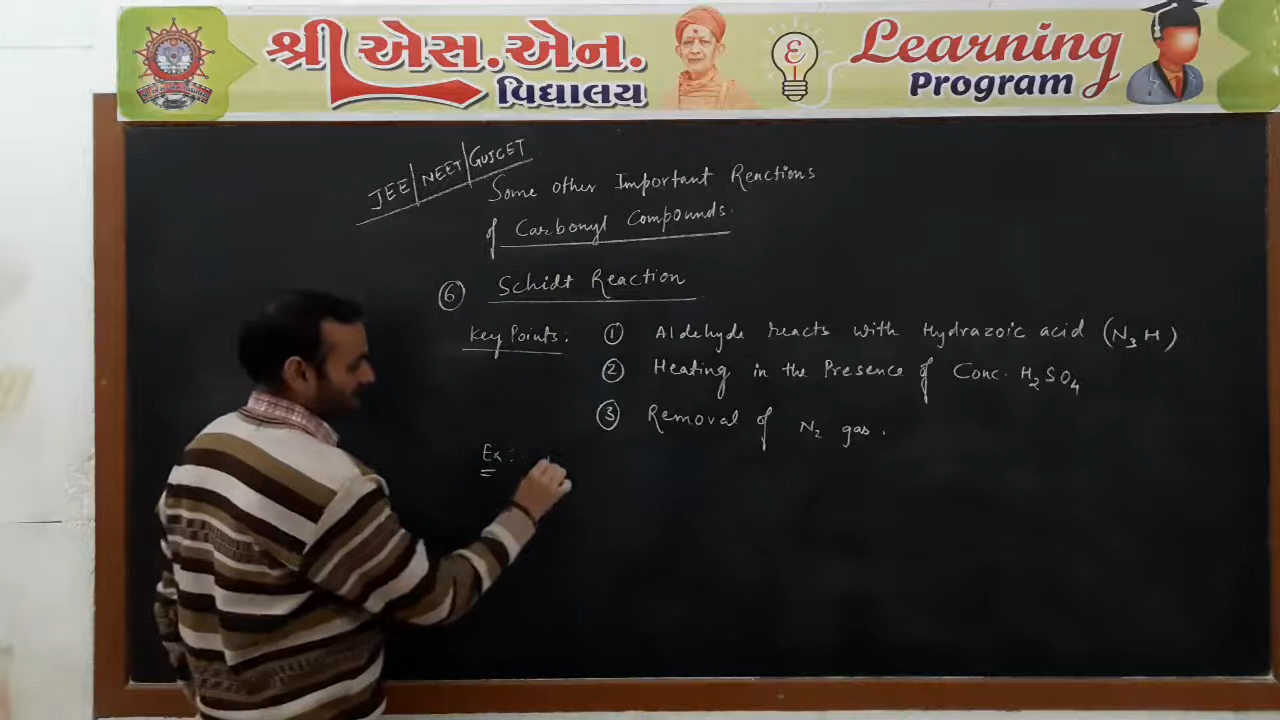 શ્રી એસ.એન.
વિદ્યાલય
Learning
Program
JEE/NEET/GUJCET
Some other Important Reactions
of Carbonyl Compounds.
⑥ Schidt Reaction
Key Points: ① Aldehyde reacts with Hydrazoic acid (N3H)
② Heating in the Presence of Conc. H2SO4
③ Removal of N2 gas.
Ex:-